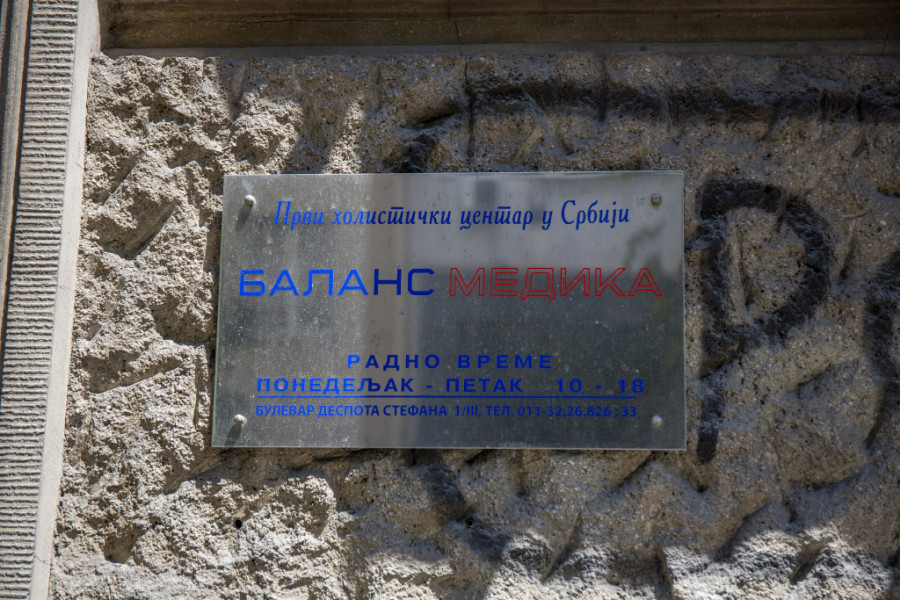 Први холистички центар у Србији
БАЛАНС МЕДИКА
РАДНО ВРЕМЕ
ПОНЕДЕЉАК - ПЕТАК 10 - 18
БУЛЕВАР ДЕСПОТА СТЕФАНА 1/III, ТЕЛ. 011-32.26.826 ; 33